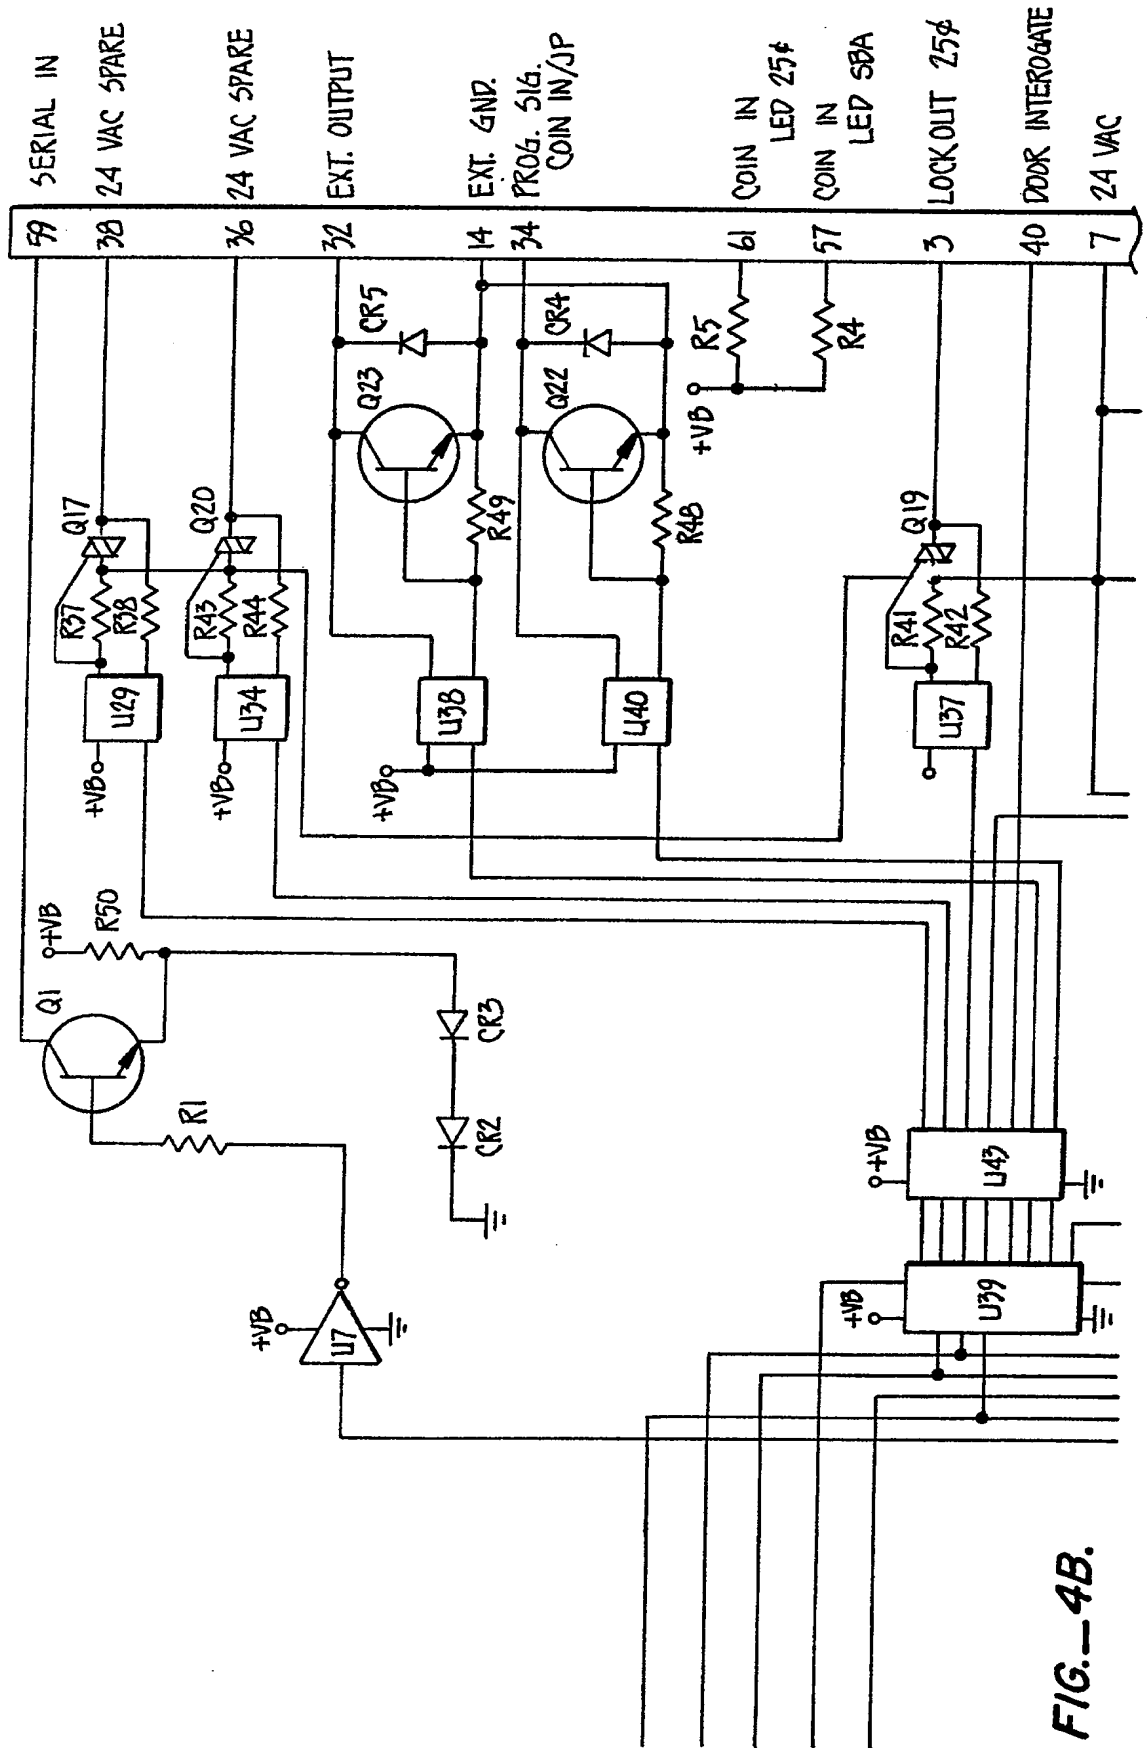 SERIAL IN
24 VAC SPARE
24 VAC SPARE
EXT. OUTPUT
EXT. GND.
PROG. SIG.
COIN IN/JP
COIN IN
LED 25¢
COIN IN
LED SBA
LOCKOUT 25¢
DOOR INTEROGATE
24 VAC
59
38
36
32
14
34
61
57
3
40
7
Q17
R37
R38
U29
+VB
Q20
R43
R44
U34
+VB
CR5
Q23
R49
U38
+VB
CR4
Q22
R48
U40
R5
R4
+VB
Q19
R41
R42
U37
+VB
R50
Q1
R1
CR3
CR2
+VB
U7
+VB
U43
+VB
U39
FIG._4B.